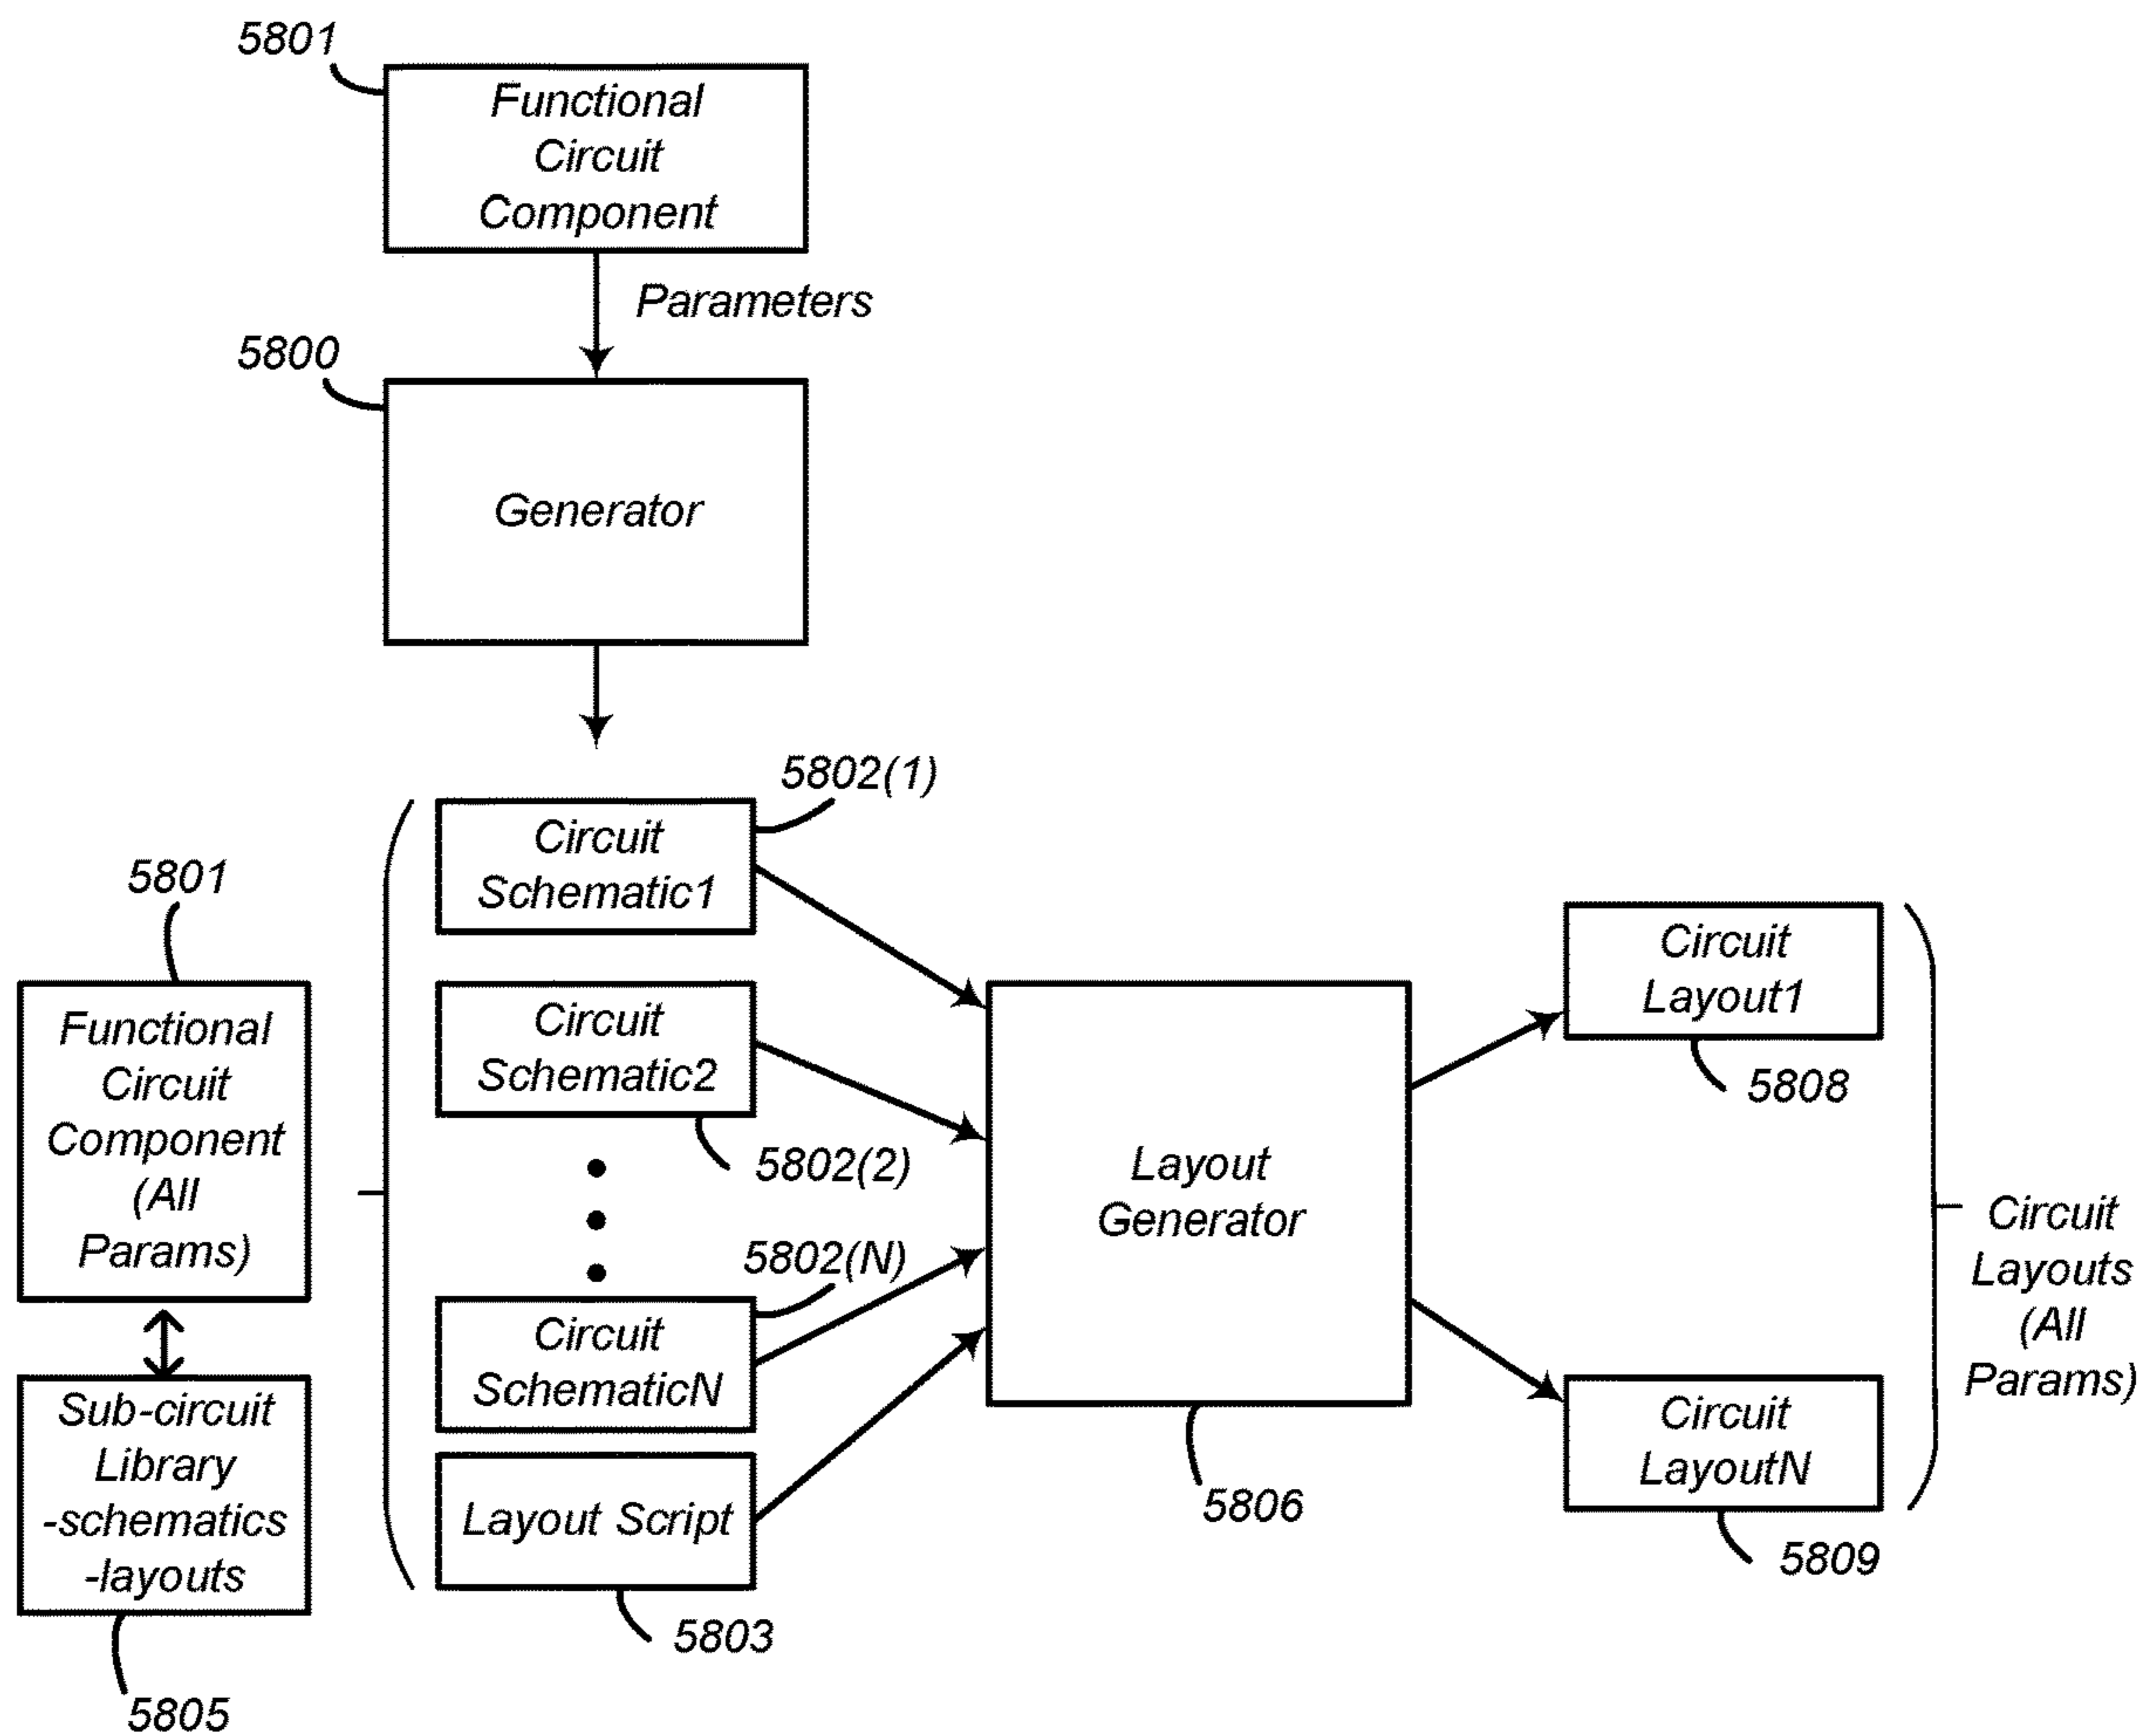 5801
Functional
Circuit
Component
Parameters
5800
Generator
5802(1)
Circuit
Schematic1
5801
Functional
Circuit
Component
(All
Params)
Circuit
Schematic2
5802(2)
5802(N)
Circuit
SchematicN
Layout Script
5803
Sub-circuit
Library
-schematics
-layouts
5805
Layout
Generator
5806
Circuit
Layout1
5808
Circuit
LayoutN
5809
Circuit
Layouts
(All
Params)